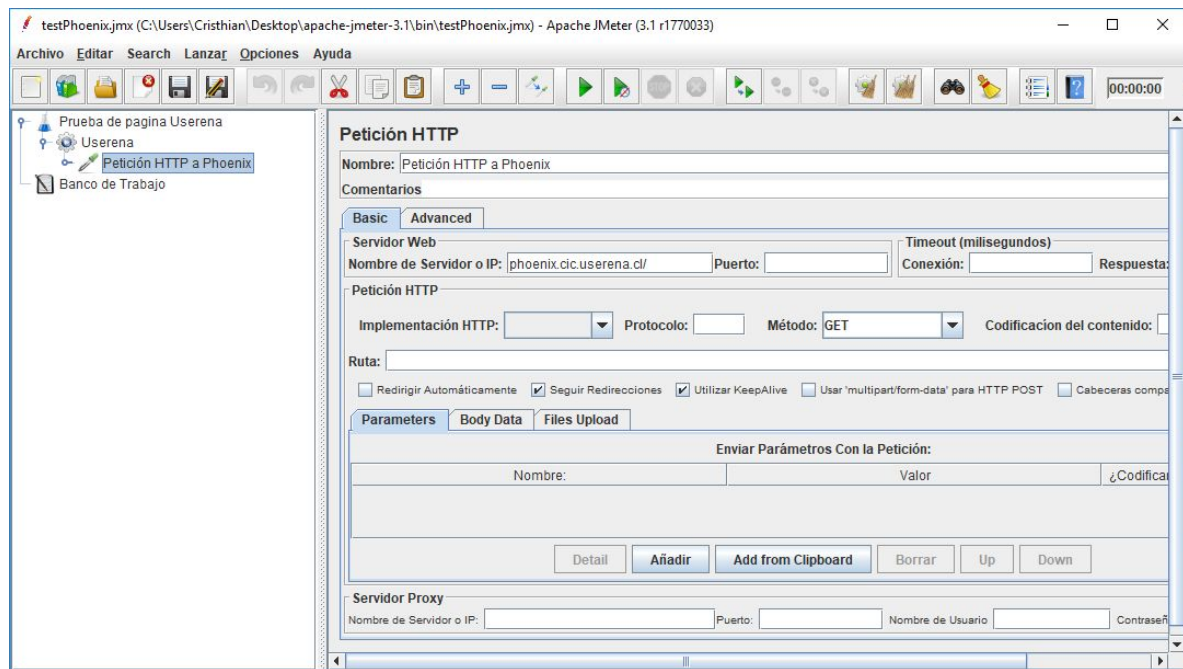 testPhoenix.jmx (C:\Users\Cristhian\Desktop\apache-jmeter-3.1\bin\testPhoenix.jmx) - Apache JMeter (3.1 r1770033)
Archivo Editar Search Lanzar Opciones Ayuda
00:00:00
Prueba de pagina Userena
Userena
Petición HTTP a Phoenix
Banco de Trabajo
Petición HTTP
Nombre: Petición HTTP a Phoenix
Comentarios
Basic Advanced
Servidor Web Timeout (milisegundos)
Nombre de Servidor o IP: phoenix.cic.userena.cl/ Puerto: Conexión: Respuesta:
Petición HTTP
Implementación HTTP: Protocolo: Método: GET Codificacion del contenido:
Ruta:
Redirigir Automáticamente Seguir Redirecciones Utilizar KeepAlive Usar 'multipart/form-data' para HTTP POST Cabeceras compa
Parameters Body Data Files Upload
Enviar Parámetros Con la Petición:
Nombre: Valor ¿Codificar
Detail Añadir Add from Clipboard Borrar Up Down
Servidor Proxy
Nombre de Servidor o IP: Puerto: Nombre de Usuario Contraseñ